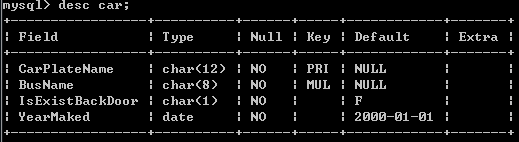 mysql> desc car;
+-----------------+----------+------+-----+------------+-------+
| Field | Type | Null | Key | Default | Extra |
+-----------------+----------+------+-----+------------+-------+
| CarPlateName | char(12) | NO | PRI | NULL | |
| BusName | char(8) | NO | MUL | NULL | |
| IsExistBackDoor | char(1) | NO | | F | |
| YearMaked | date | NO | | 2000-01-01 | |
+-----------------+----------+------+-----+------------+-------+